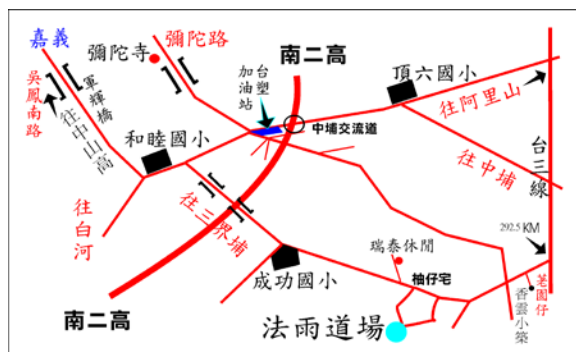 嘉義
彌陀寺
彌陀路
南二高
頂六國小
吳鳳南路
軍輝橋
往中山高
台塑
加油站
往阿里山
中埔交流道
和睦國小
往中埔
台三線
往白河
往三界埔
292.5 KM
瑞泰休閒
成功國小
柚仔宅
荖園仔
香雲小築
南二高
法雨道場